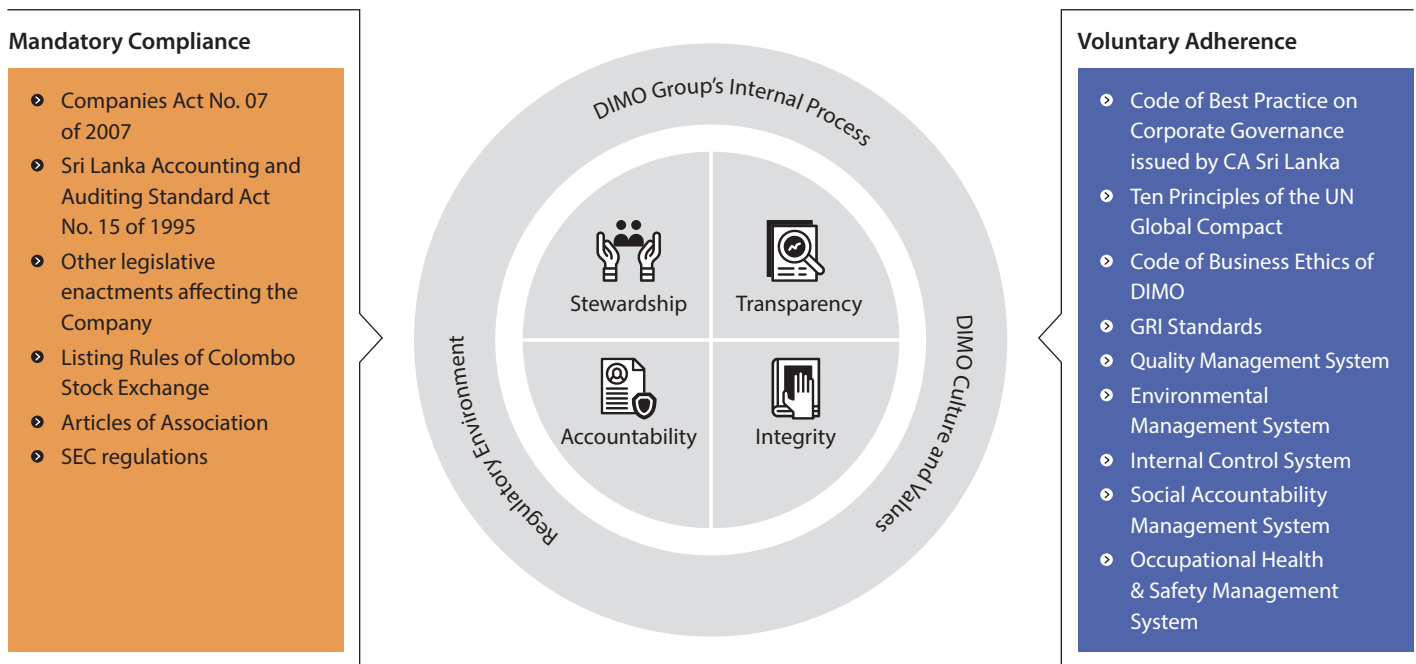 Mandatory Compliance
Companies Act No. 07
of 2007
Sri Lanka Accounting and
Auditing Standard Act
No. 15 of 1995
Other legislative
enactments affecting the
Company
Listing Rules of Colombo
Stock Exchange
Articles of Association
SEC regulations
DIMO Group's Internal Process
Stewardship
Transparency
Accountability
Integrity
Regulatory Environment
DIMO Culture and Values
Voluntary Adherence
Code of Best Practice on
Corporate Governance
issued by CA Sri Lanka
Ten Principles of the UN
Global Compact
Code of Business Ethics of
DIMO
GRI Standards
Quality Management System
Environmental
Management System
Internal Control System
Social Accountability
Management System
Occupational Health
& Safety Management
System